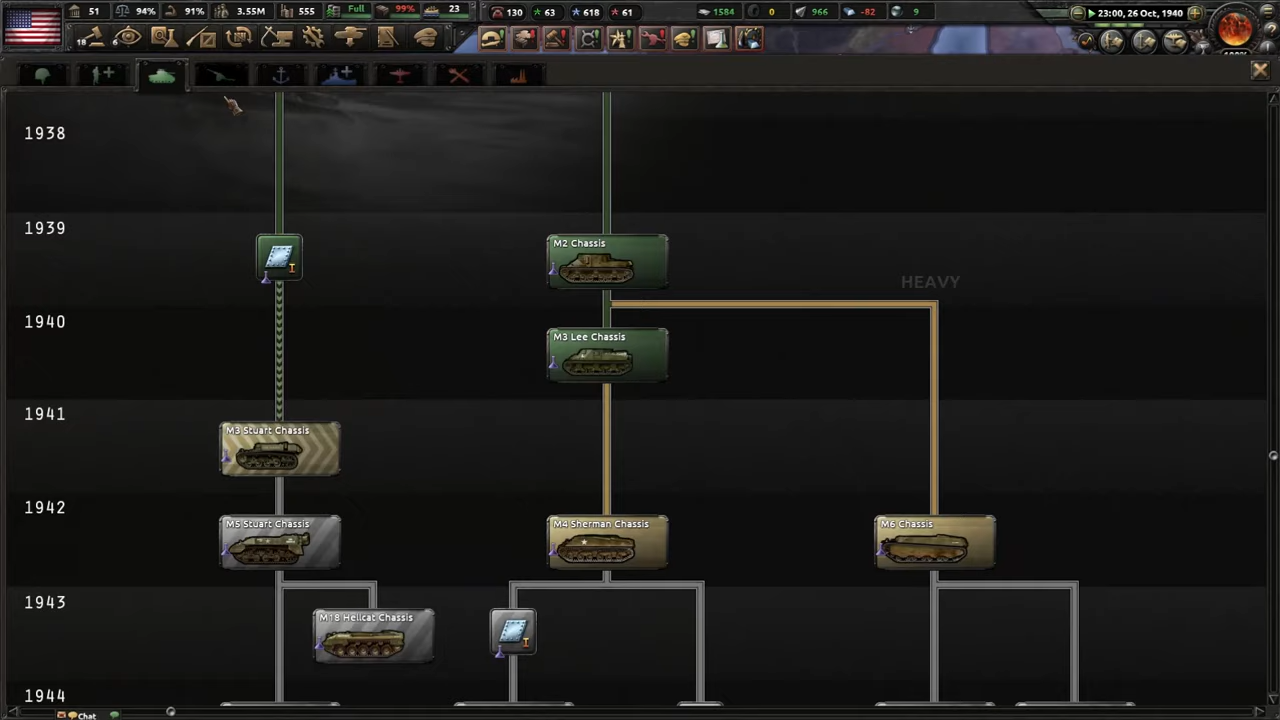 51 94% 91% 3.55M 555 Full 99% 23 130 63 618 61 1584 0 966 -82 9 23:00, 26 Oct, 1940
18
1938
1939
M2 Chassis
HEAVY
1940
M3 Lee Chassis
1941
M3 Stuart Chassis
1942
M5 Stuart Chassis M4 Sherman Chassis M6 Chassis
1943
M18 Hellcat Chassis
1944
Chat